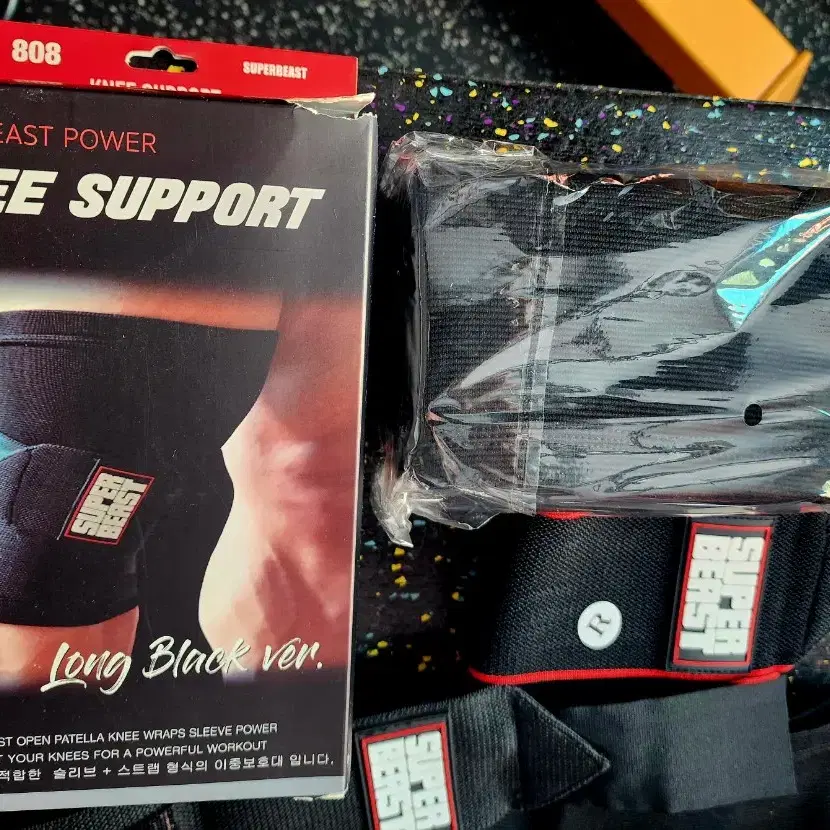 808
KNEE SUPPORT
SUPERBEAST
EAST POWER
EE SUPPORT
SUPER
BEAST
Long Black ver.
ST OPEN PATELLA KNEE WRAPS SLEEVE POWER
T YOUR KNEES FOR A POWERFUL WORKOUT
적합한 슬리브 + 스트랩 형식의 이중보호대 입니다.
R
SUPER
BEAST
SUPER
BEAST